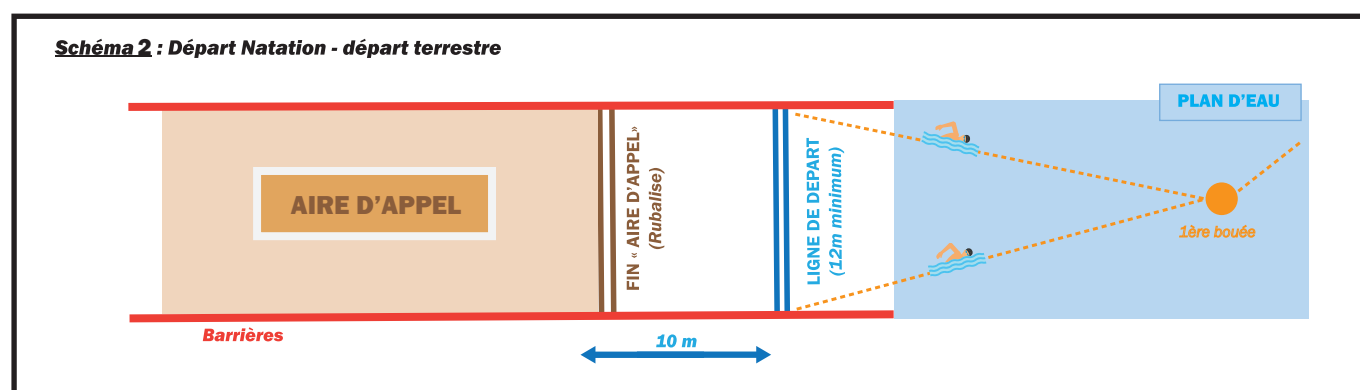 Schéma 2 : Départ Natation - départ terrestre
PLAN D'EAU
AIRE D'APPEL
FIN « AIRE D'APPEL»
(Rubalise)
LIGNE DE DEPART
(12m minimum)
1ère bouée
Barrières
10 m